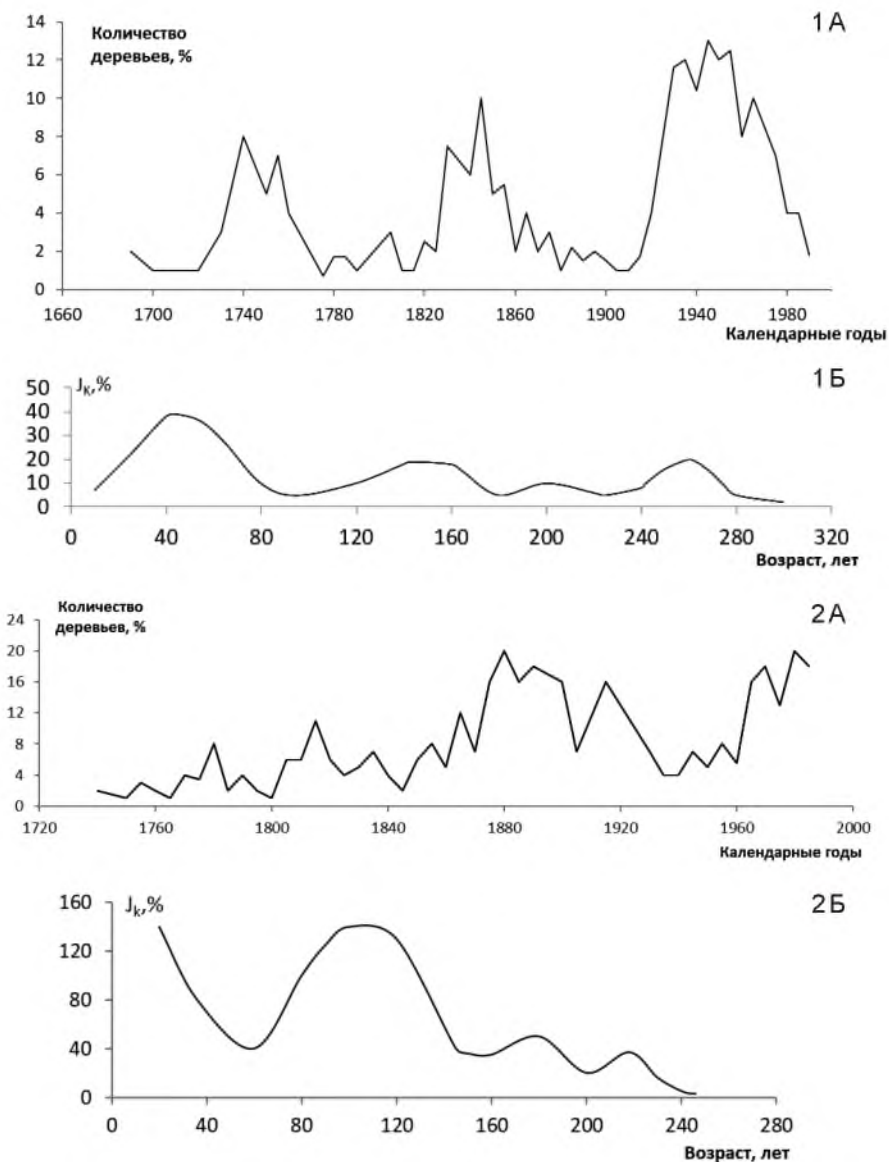 1А
Количество
деревьев, %
14
12
10
8
6
4
2
0
1660 1700 1740 1780 1820 1860 1900 1940 1980
Календарные годы
1Б
Jк,%
50
40
30
20
10
0
0 40 80 120 160 200 240 280 320
Возраст, лет
2А
Количество
деревьев, %
24
20
16
12
8
4
0
1720 1760 1800 1840 1880 1920 1960 2000
Календарные годы
2Б
Jk,%
160
120
80
40
0
0 40 80 120 160 200 240 280
Возраст, лет